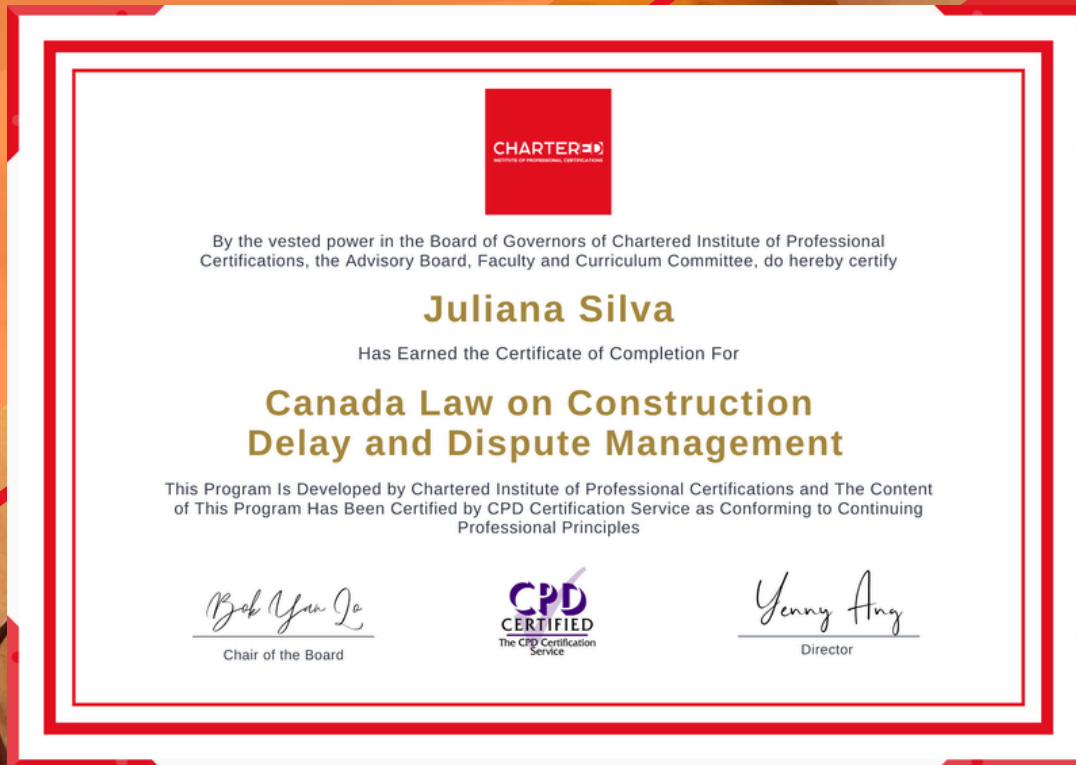 CHARTERED
INSTITUTE OF PROFESSIONAL CERTIFICATIONS
By the vested power in the Board of Governors of Chartered Institute of Professional
Certifications, the Advisory Board, Faculty and Curriculum Committee, do hereby certify
Juliana Silva
Has Earned the Certificate of Completion For
Canada Law on Construction
Delay and Dispute Management
This Program Is Developed by Chartered Institute of Professional Certifications and The Content
of This Program Has Been Certified by CPD Certification Service as Conforming to Continuing
Professional Principles
Bok Yan Lo
Chair of the Board
CPD
CERTIFIED
The CPD Certification
Service
Yenny Ang
Director